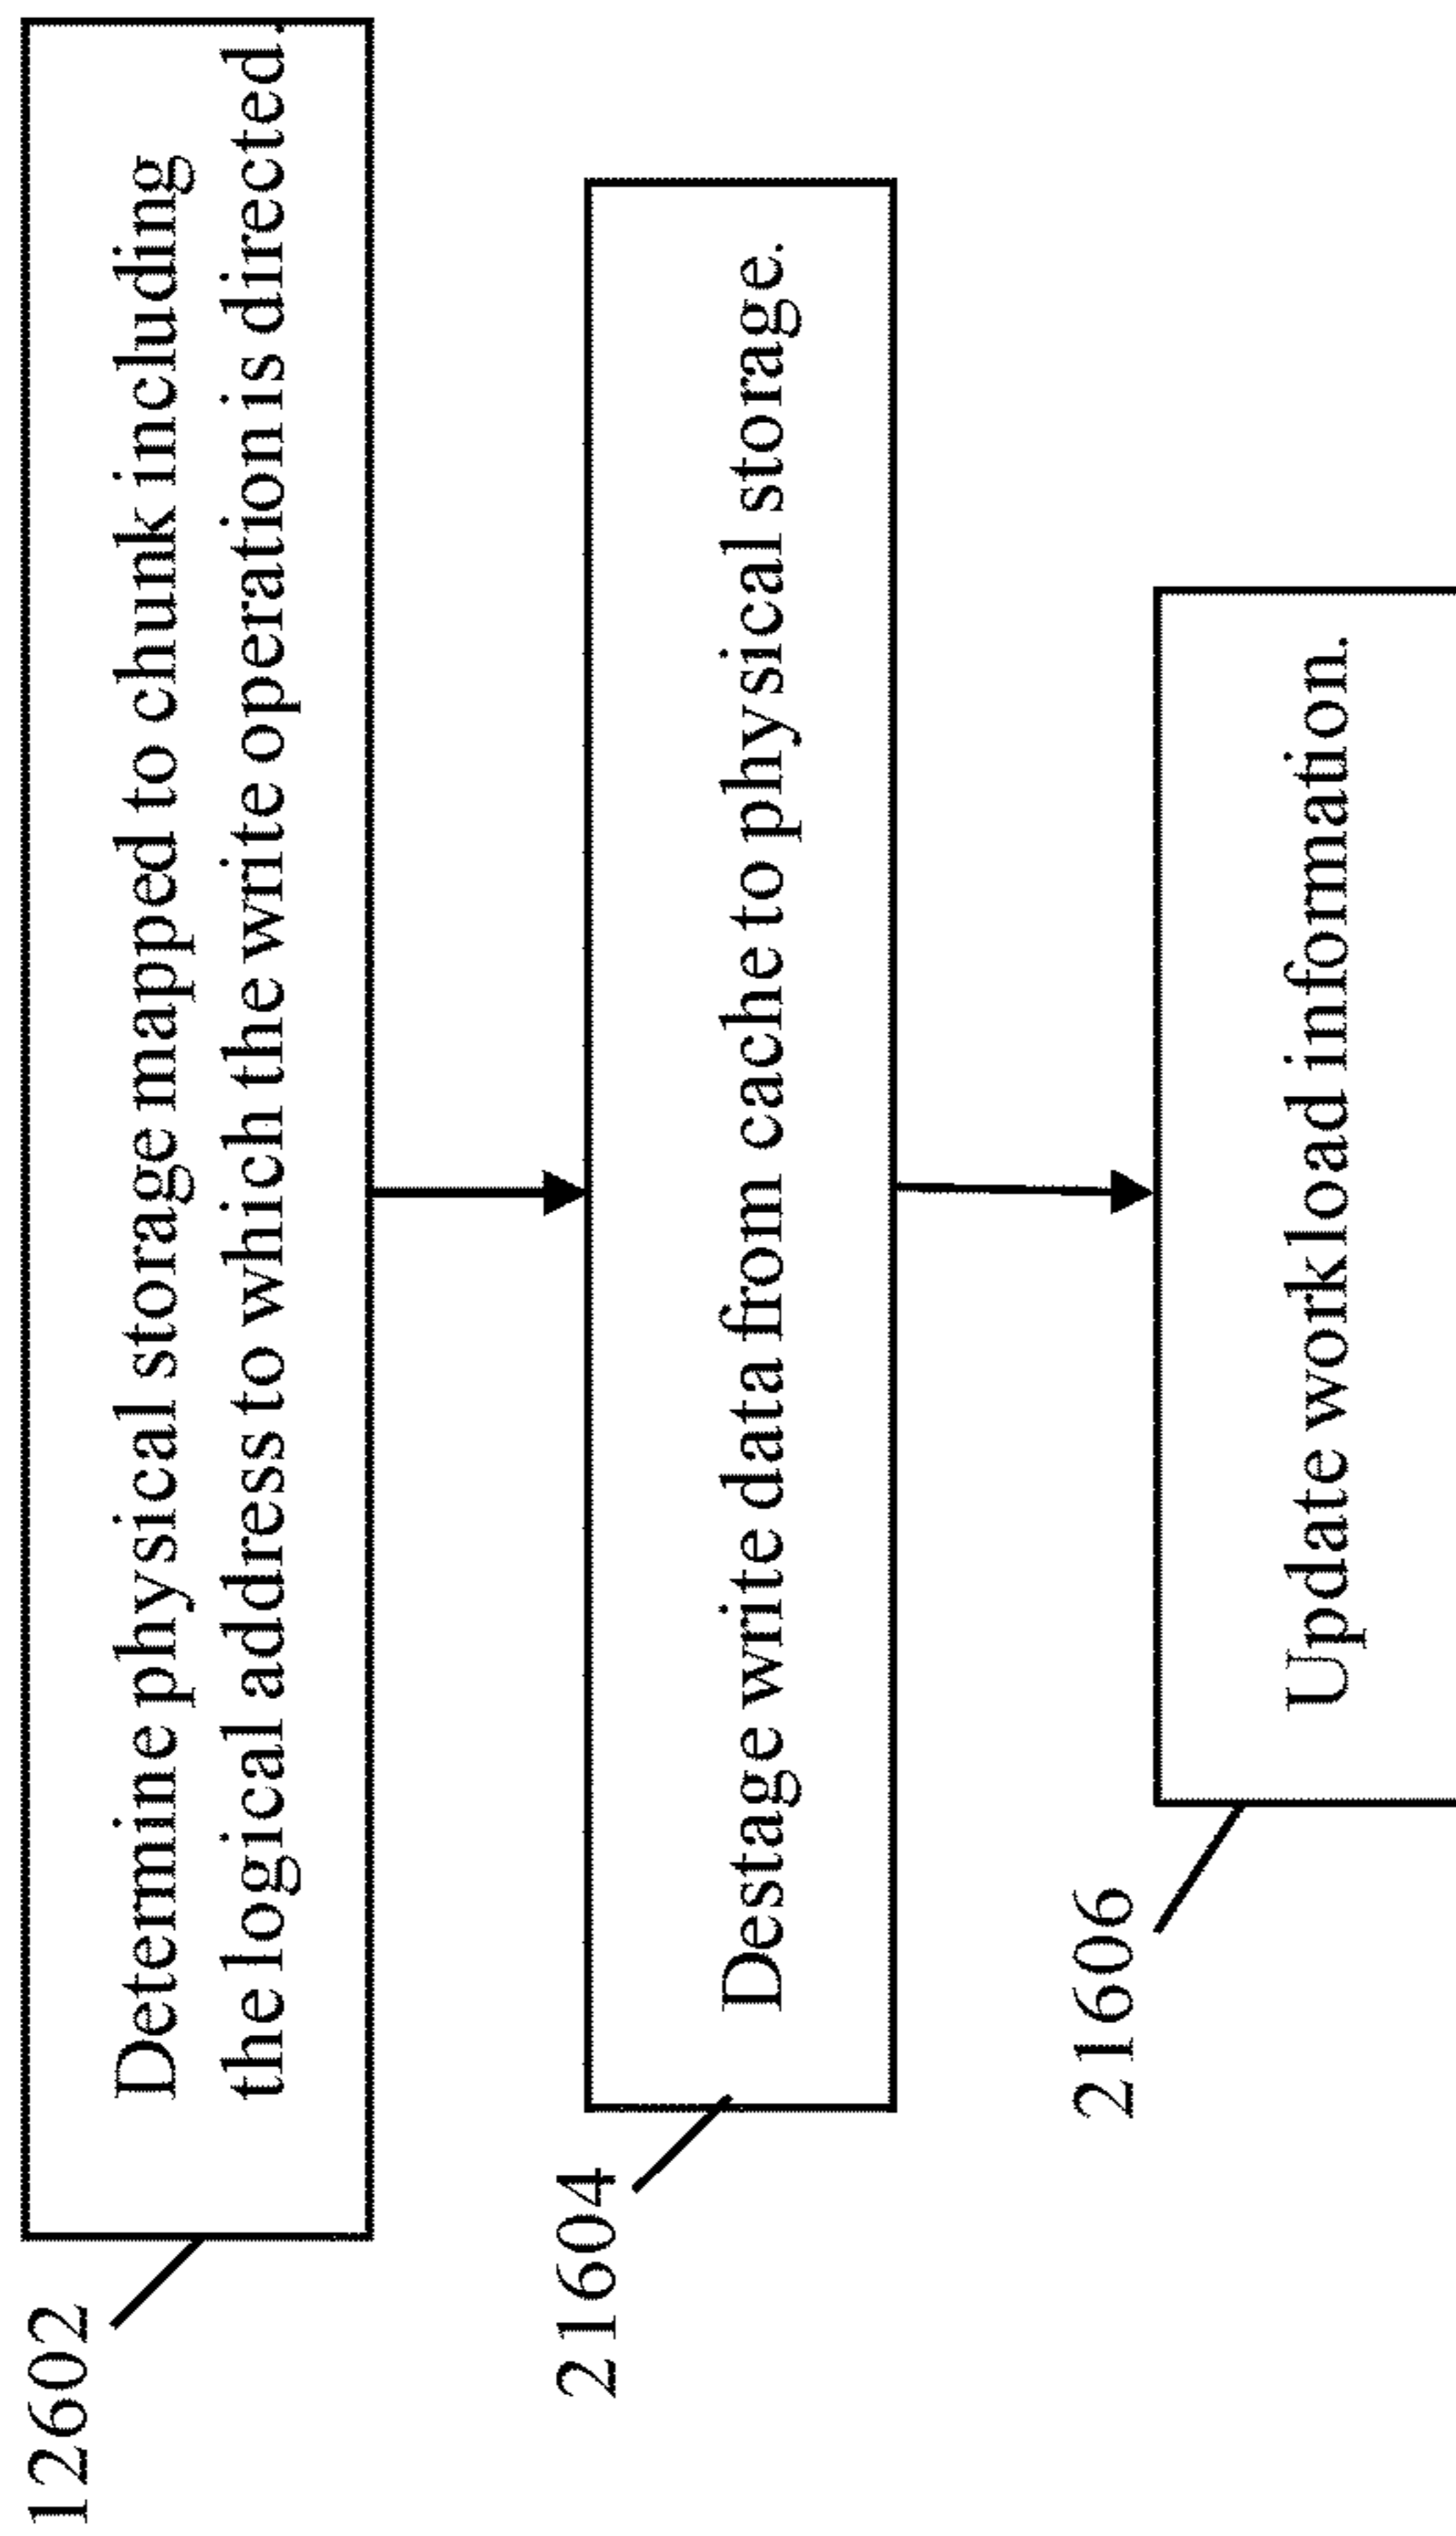 12602
Determine physical storage mapped to chunk including
the logical address to which the write operation is directed.
21604
Destage write data from cache to physical storage.
21606
Update workload information.